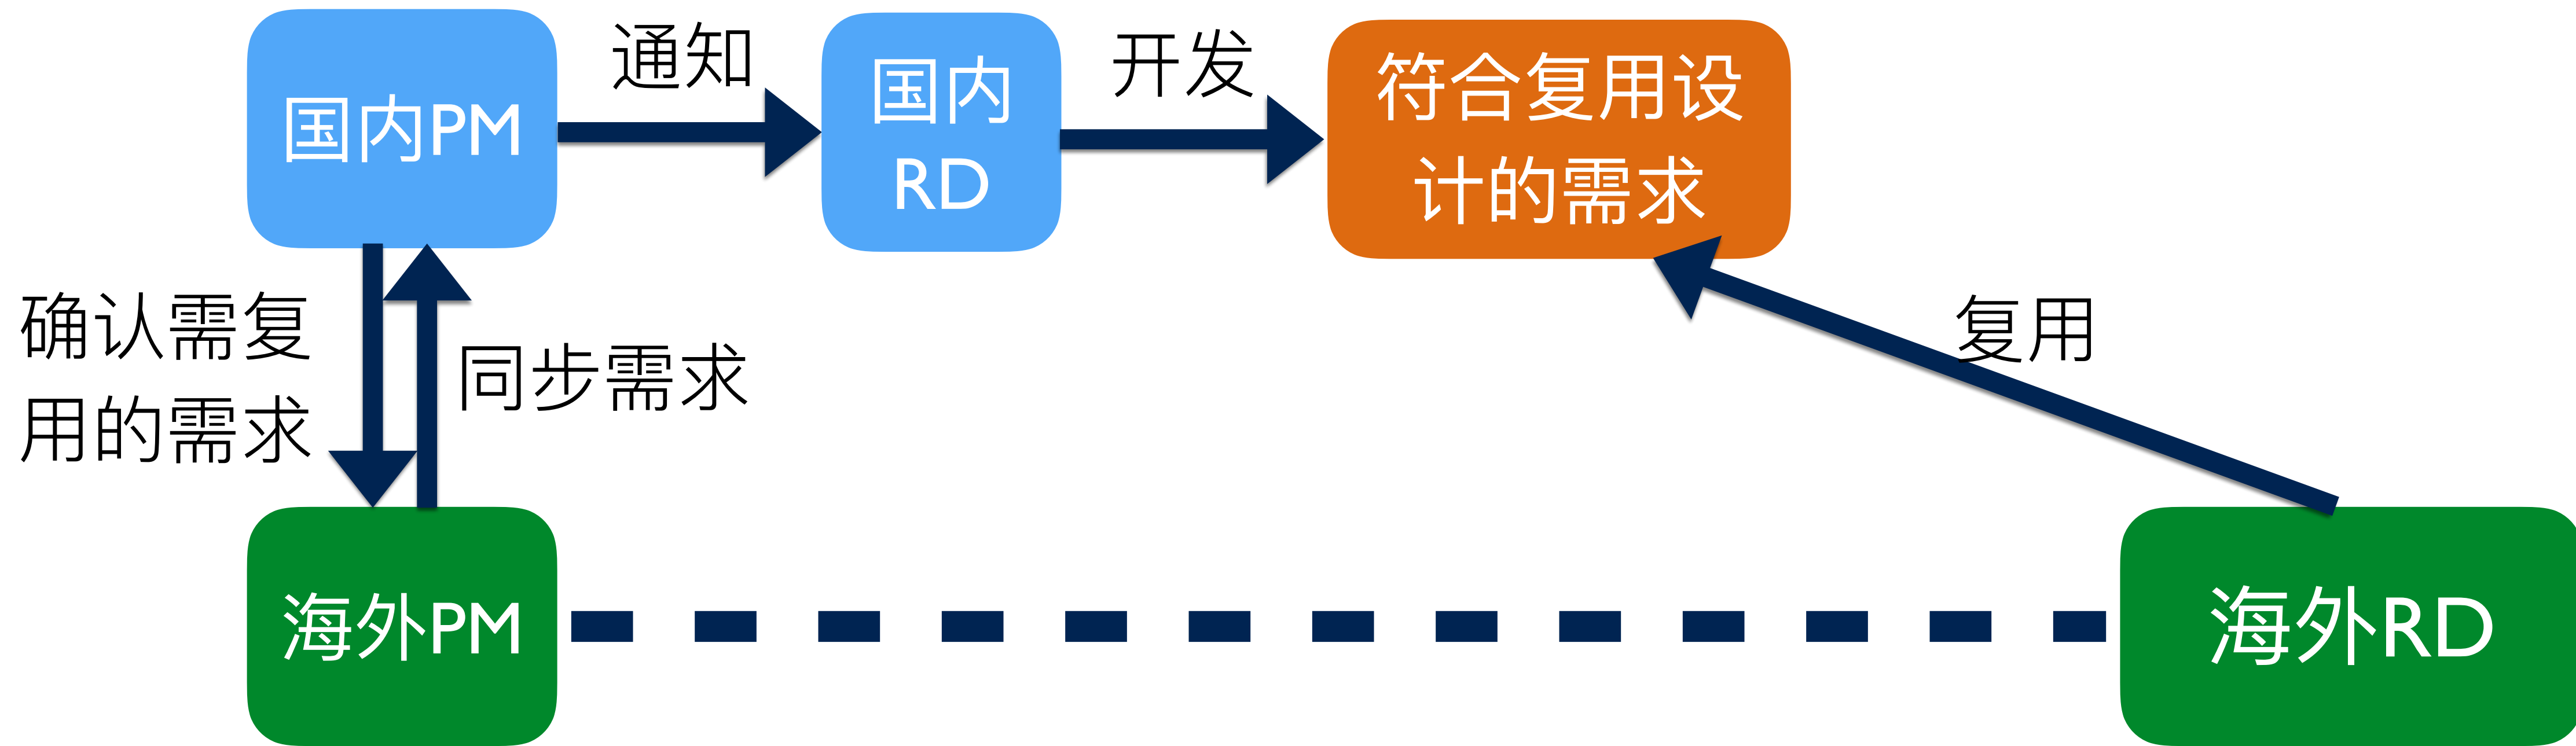 国内PM
通知
国内
RD
开发
符合复用设
计的需求
确认需复
用的需求
同步需求
复用
海外PM
海外RD